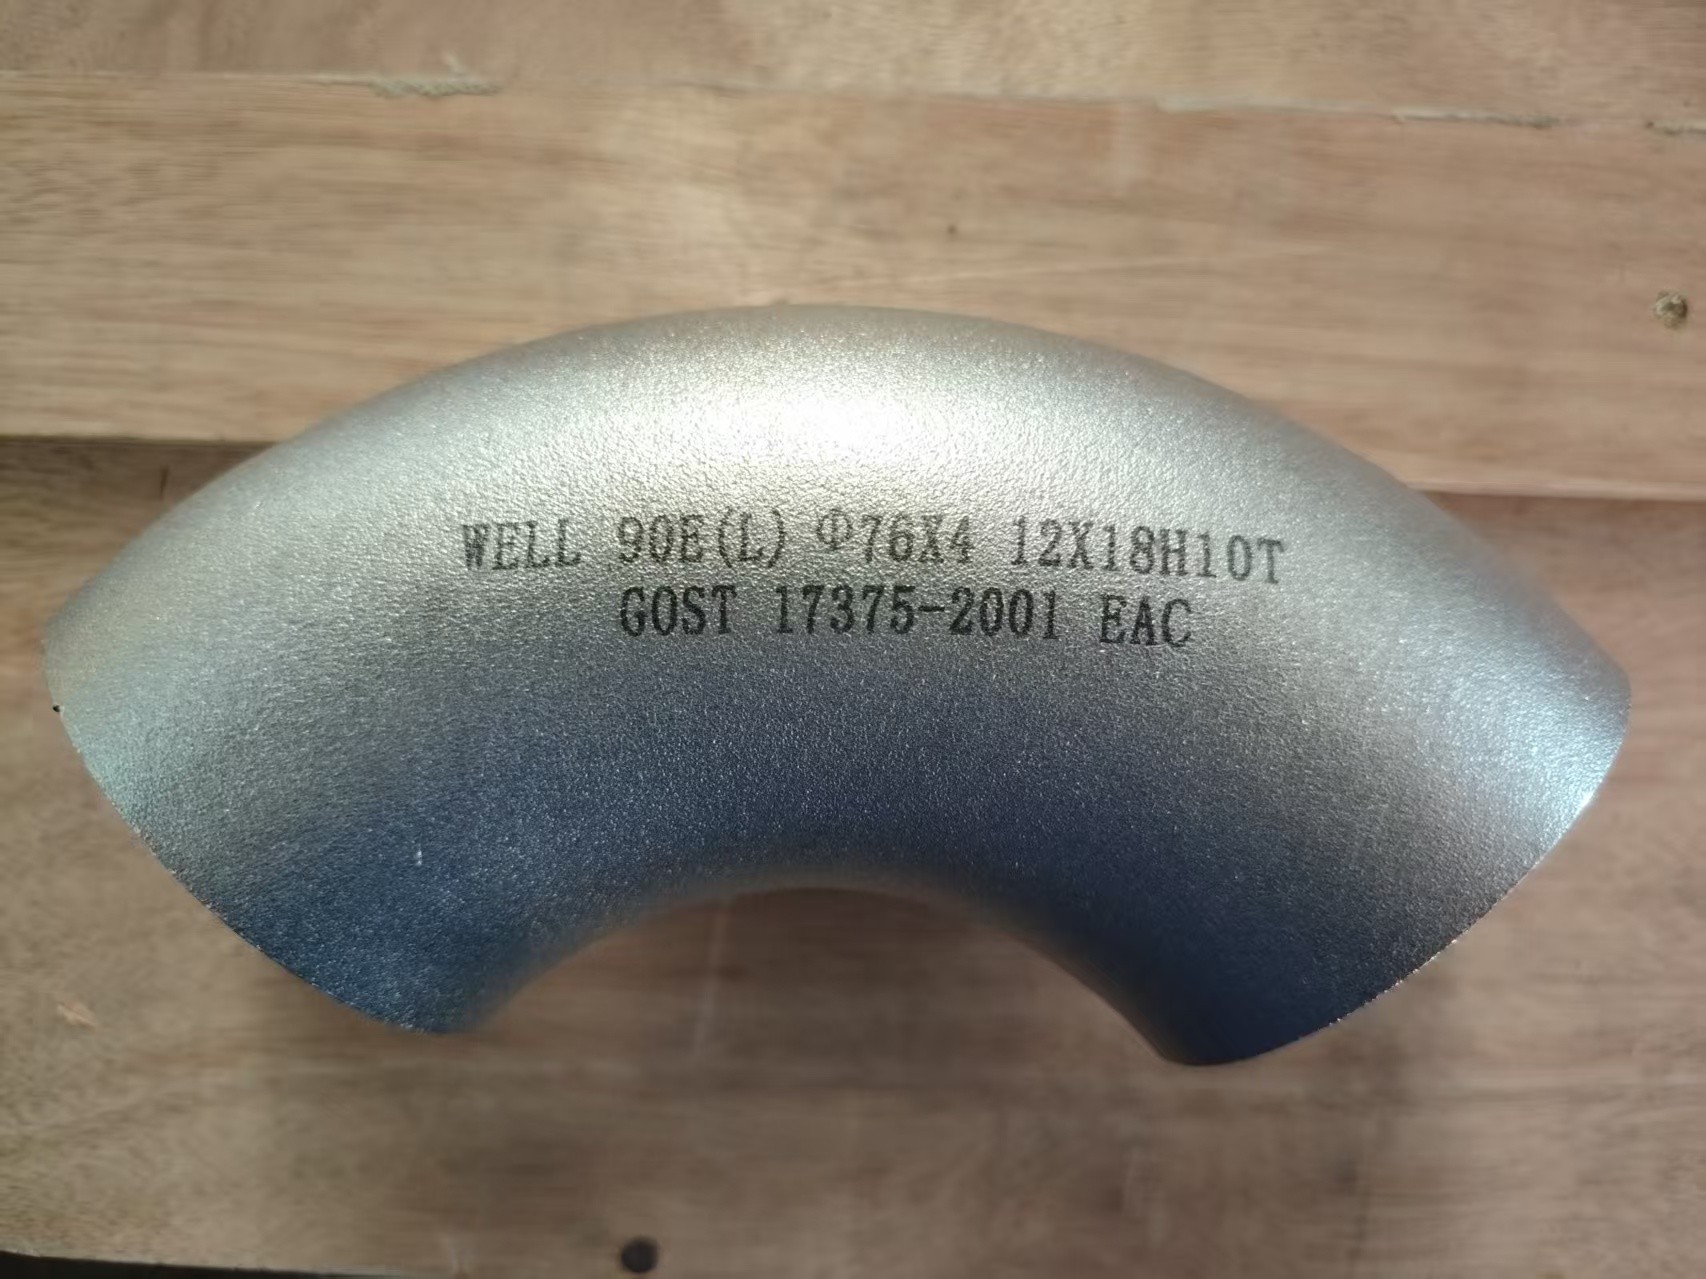 WELL 90E(L) Φ76X4 12X18H10T
GOST 17375-2001 EAC